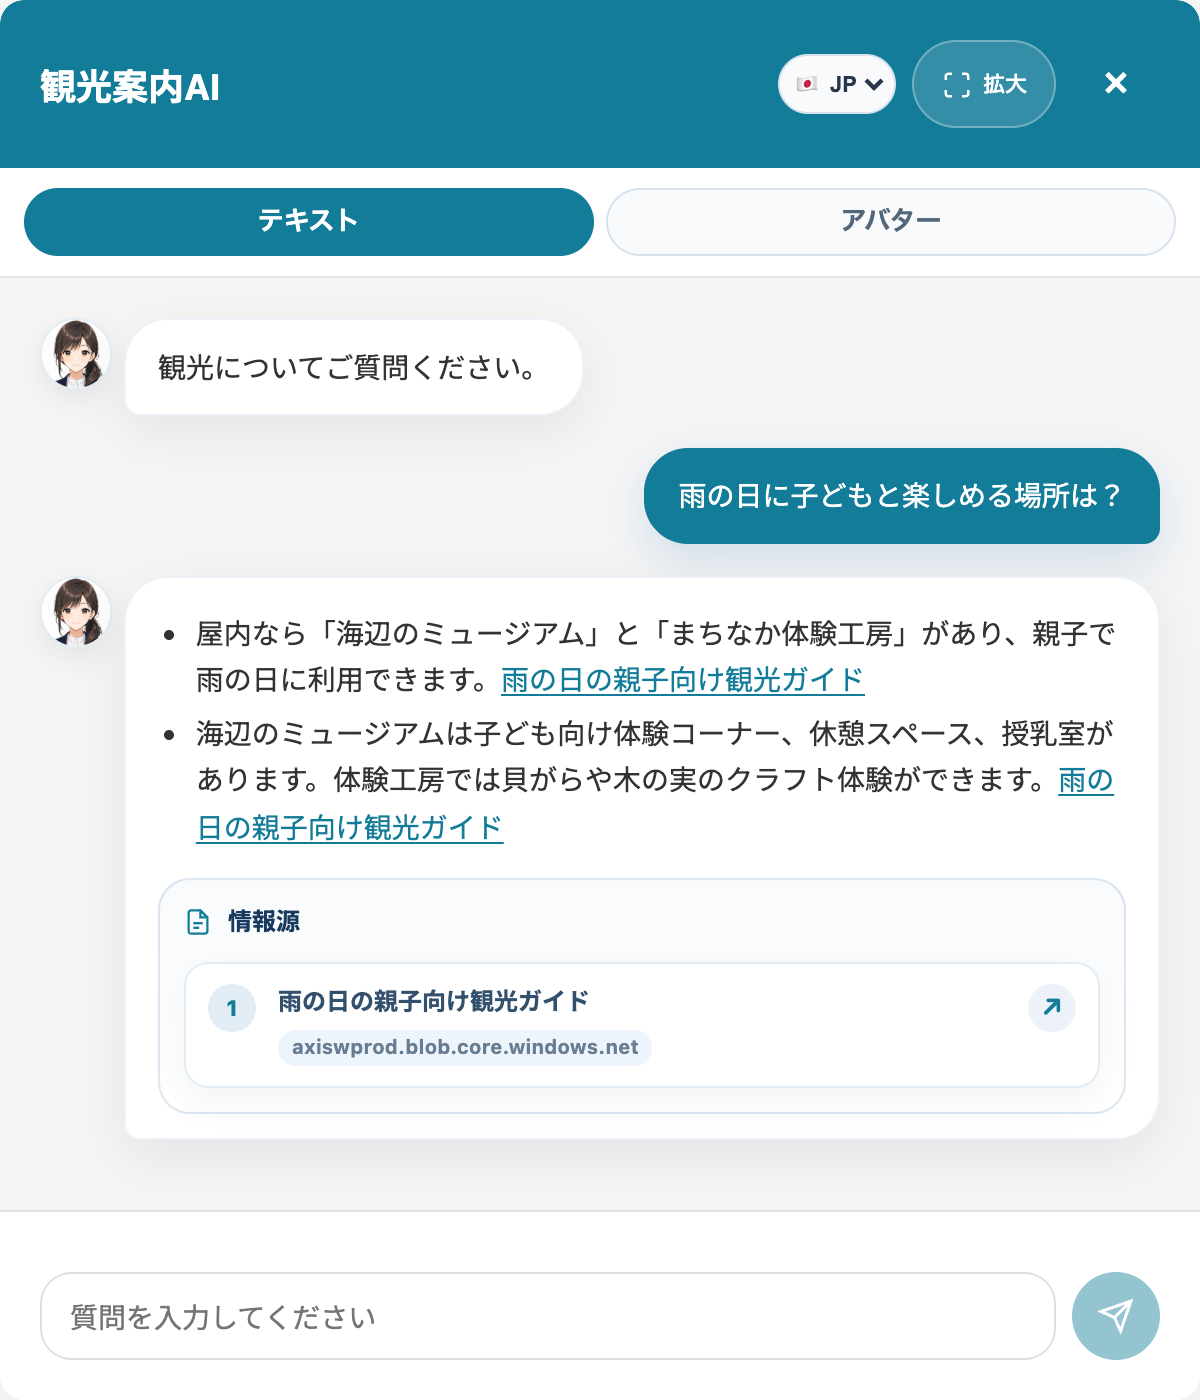 観光案内AI
JP
拡大
テキスト
アバター
観光についてご質問ください。
雨の日に子どもと楽しめる場所は？
屋内なら「海辺のミュージアム」と「まちなか体験工房」があり、親子で
雨の日に利用できます。雨の日の親子向け観光ガイド
海辺のミュージアムは子ども向け体験コーナー、休憩スペース、授乳室が
あります。体験工房では貝がらや木の実のクラフト体験ができます。雨の
日の親子向け観光ガイド
情報源
1
雨の日の親子向け観光ガイド
axiswprod.blob.core.windows.net
質問を入力してください